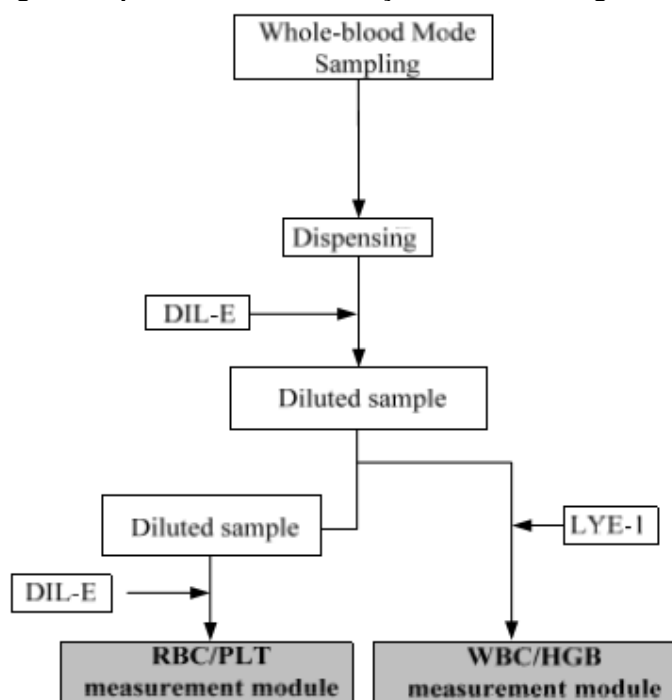 Whole-blood Mode
Sampling
Dispensing
DIL-E
Diluted sample
Diluted sample
LYE-1
DIL-E
RBC/PLT
measurement module
WBC/HGB
measurement module